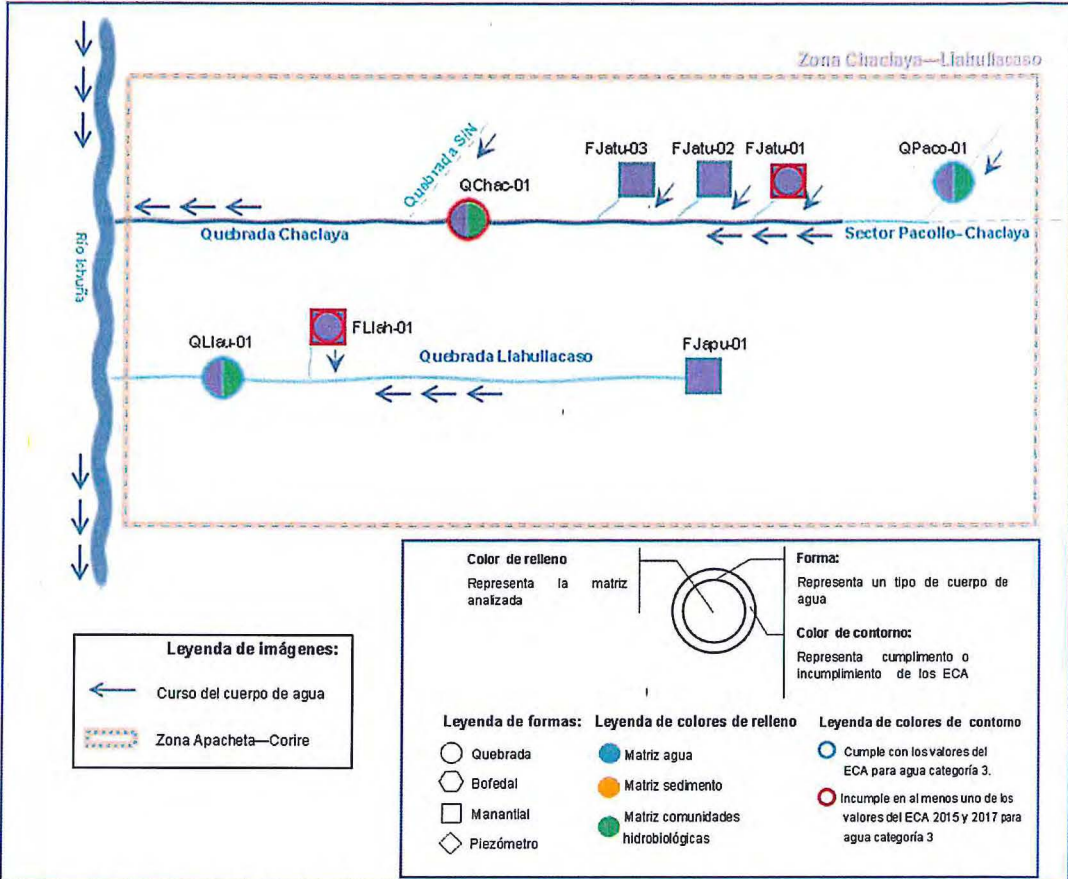 Zona Chaclaya—Llahullacaso
Quebrada S/N
FJatu-03
FJatu-02
FJatu-01
QPaco-01
QChac-01
Quebrada Chaclaya
Sector Pacollo-Chaclaya
Río Ichuña
QLlau-01
FLlah-01
Quebrada Llahullacaso
FJapu-01
Leyenda de imágenes:
Curso del cuerpo de agua
Zona Apacheta—Corire
Color de relleno
Representa la matriz
analizada
Forma:
Representa un tipo de cuerpo de
agua
Color de contorno:
Representa cumplimento o
incumplimiento de los ECA
Leyenda de formas:
Quebrada
Bofedal
Manantial
Piezómetro
Leyenda de colores de relleno
Matriz agua
Matriz sedimento
Matriz comunidades
hidrobiológicas
Leyenda de colores de contorno
Cumple con los valores del
ECA para agua categoría 3.
Incumple en al menos uno de los
valores del ECA 2015 y 2017 para
agua categoría 3